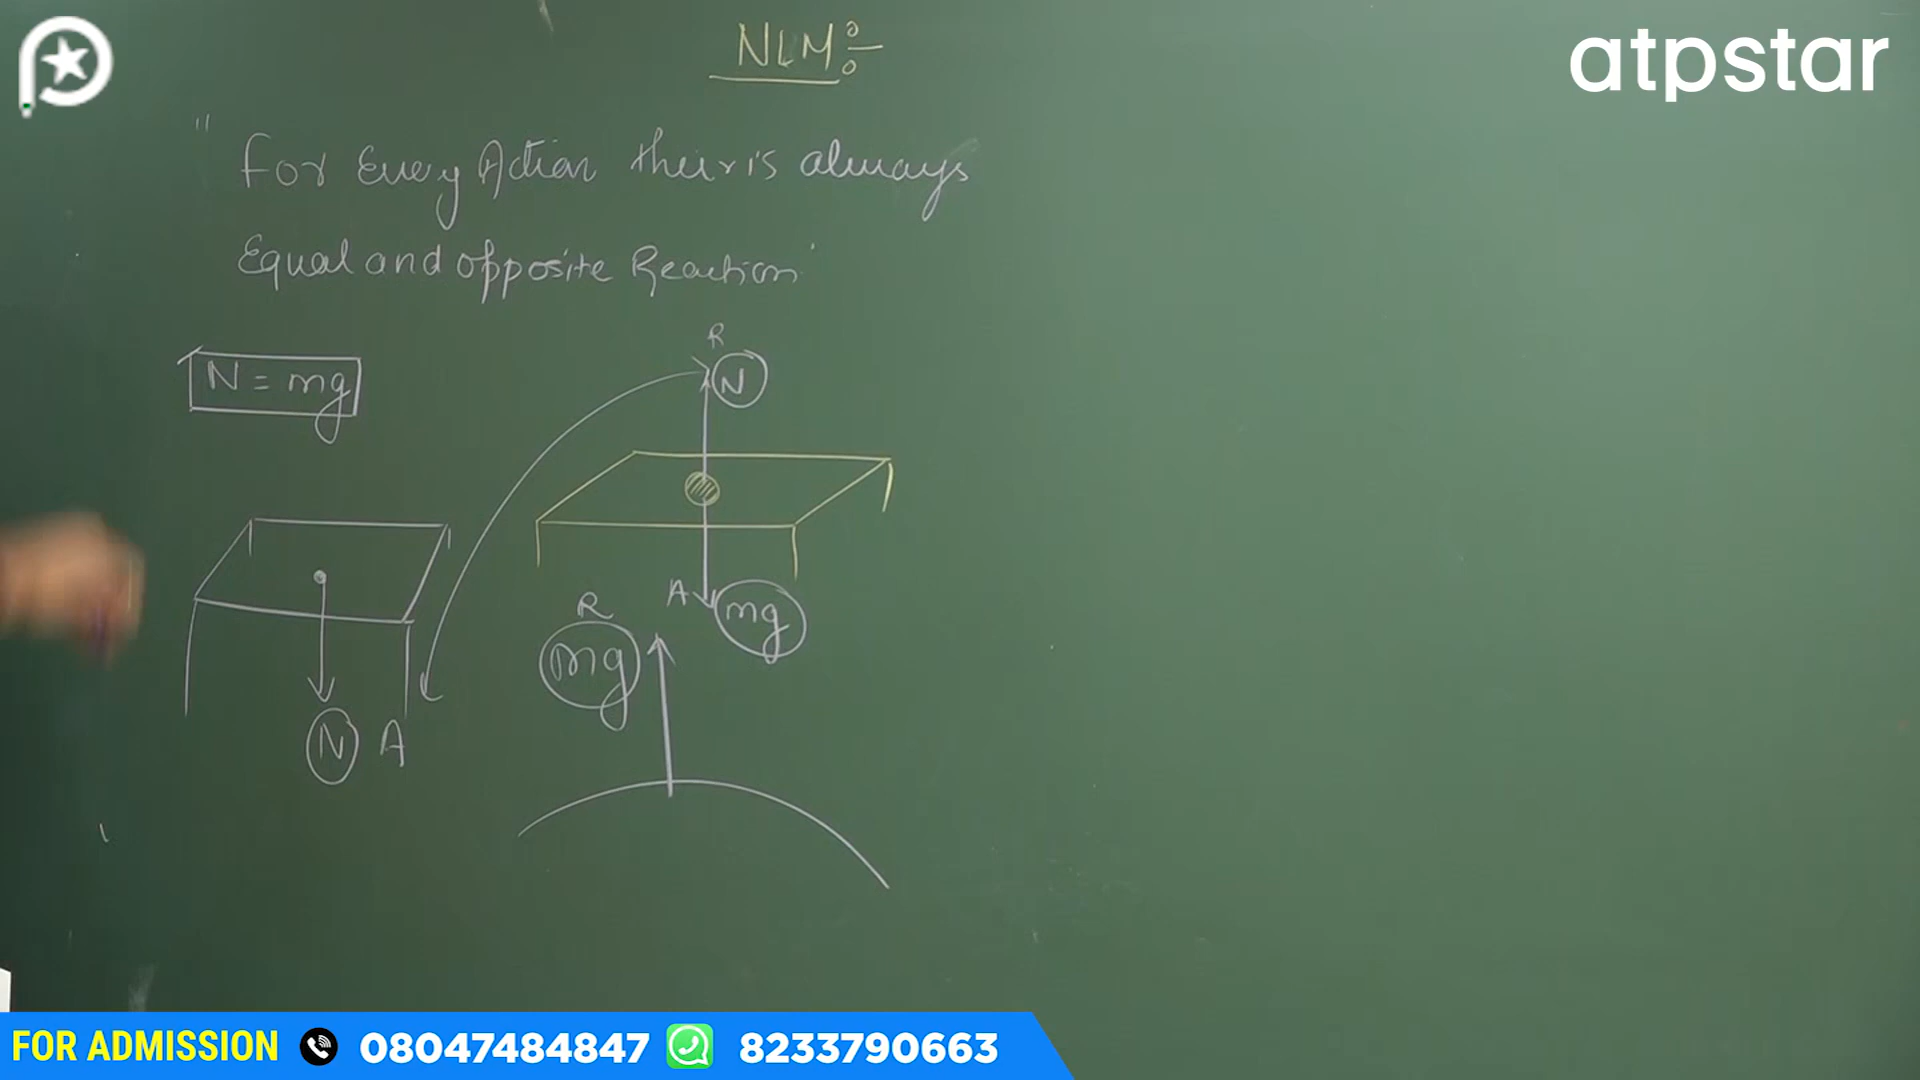 NLM÷
atpstar
" For Every Action their is always
Equal and opposite Reaction
N = mg
R
N
A
mg
R
mg
N A
FOR ADMISSION 08047484847 8233790663